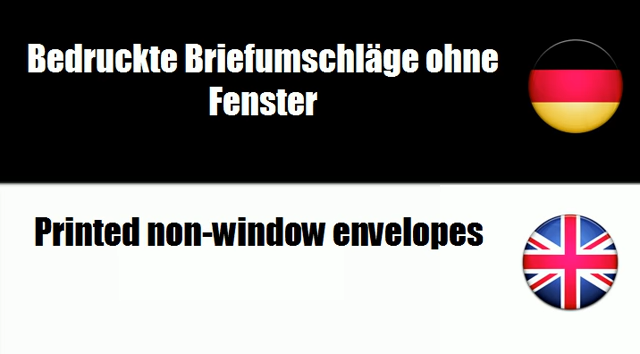 Bedruckte Briefumschläge ohne
Fenster
Printed non-window envelopes